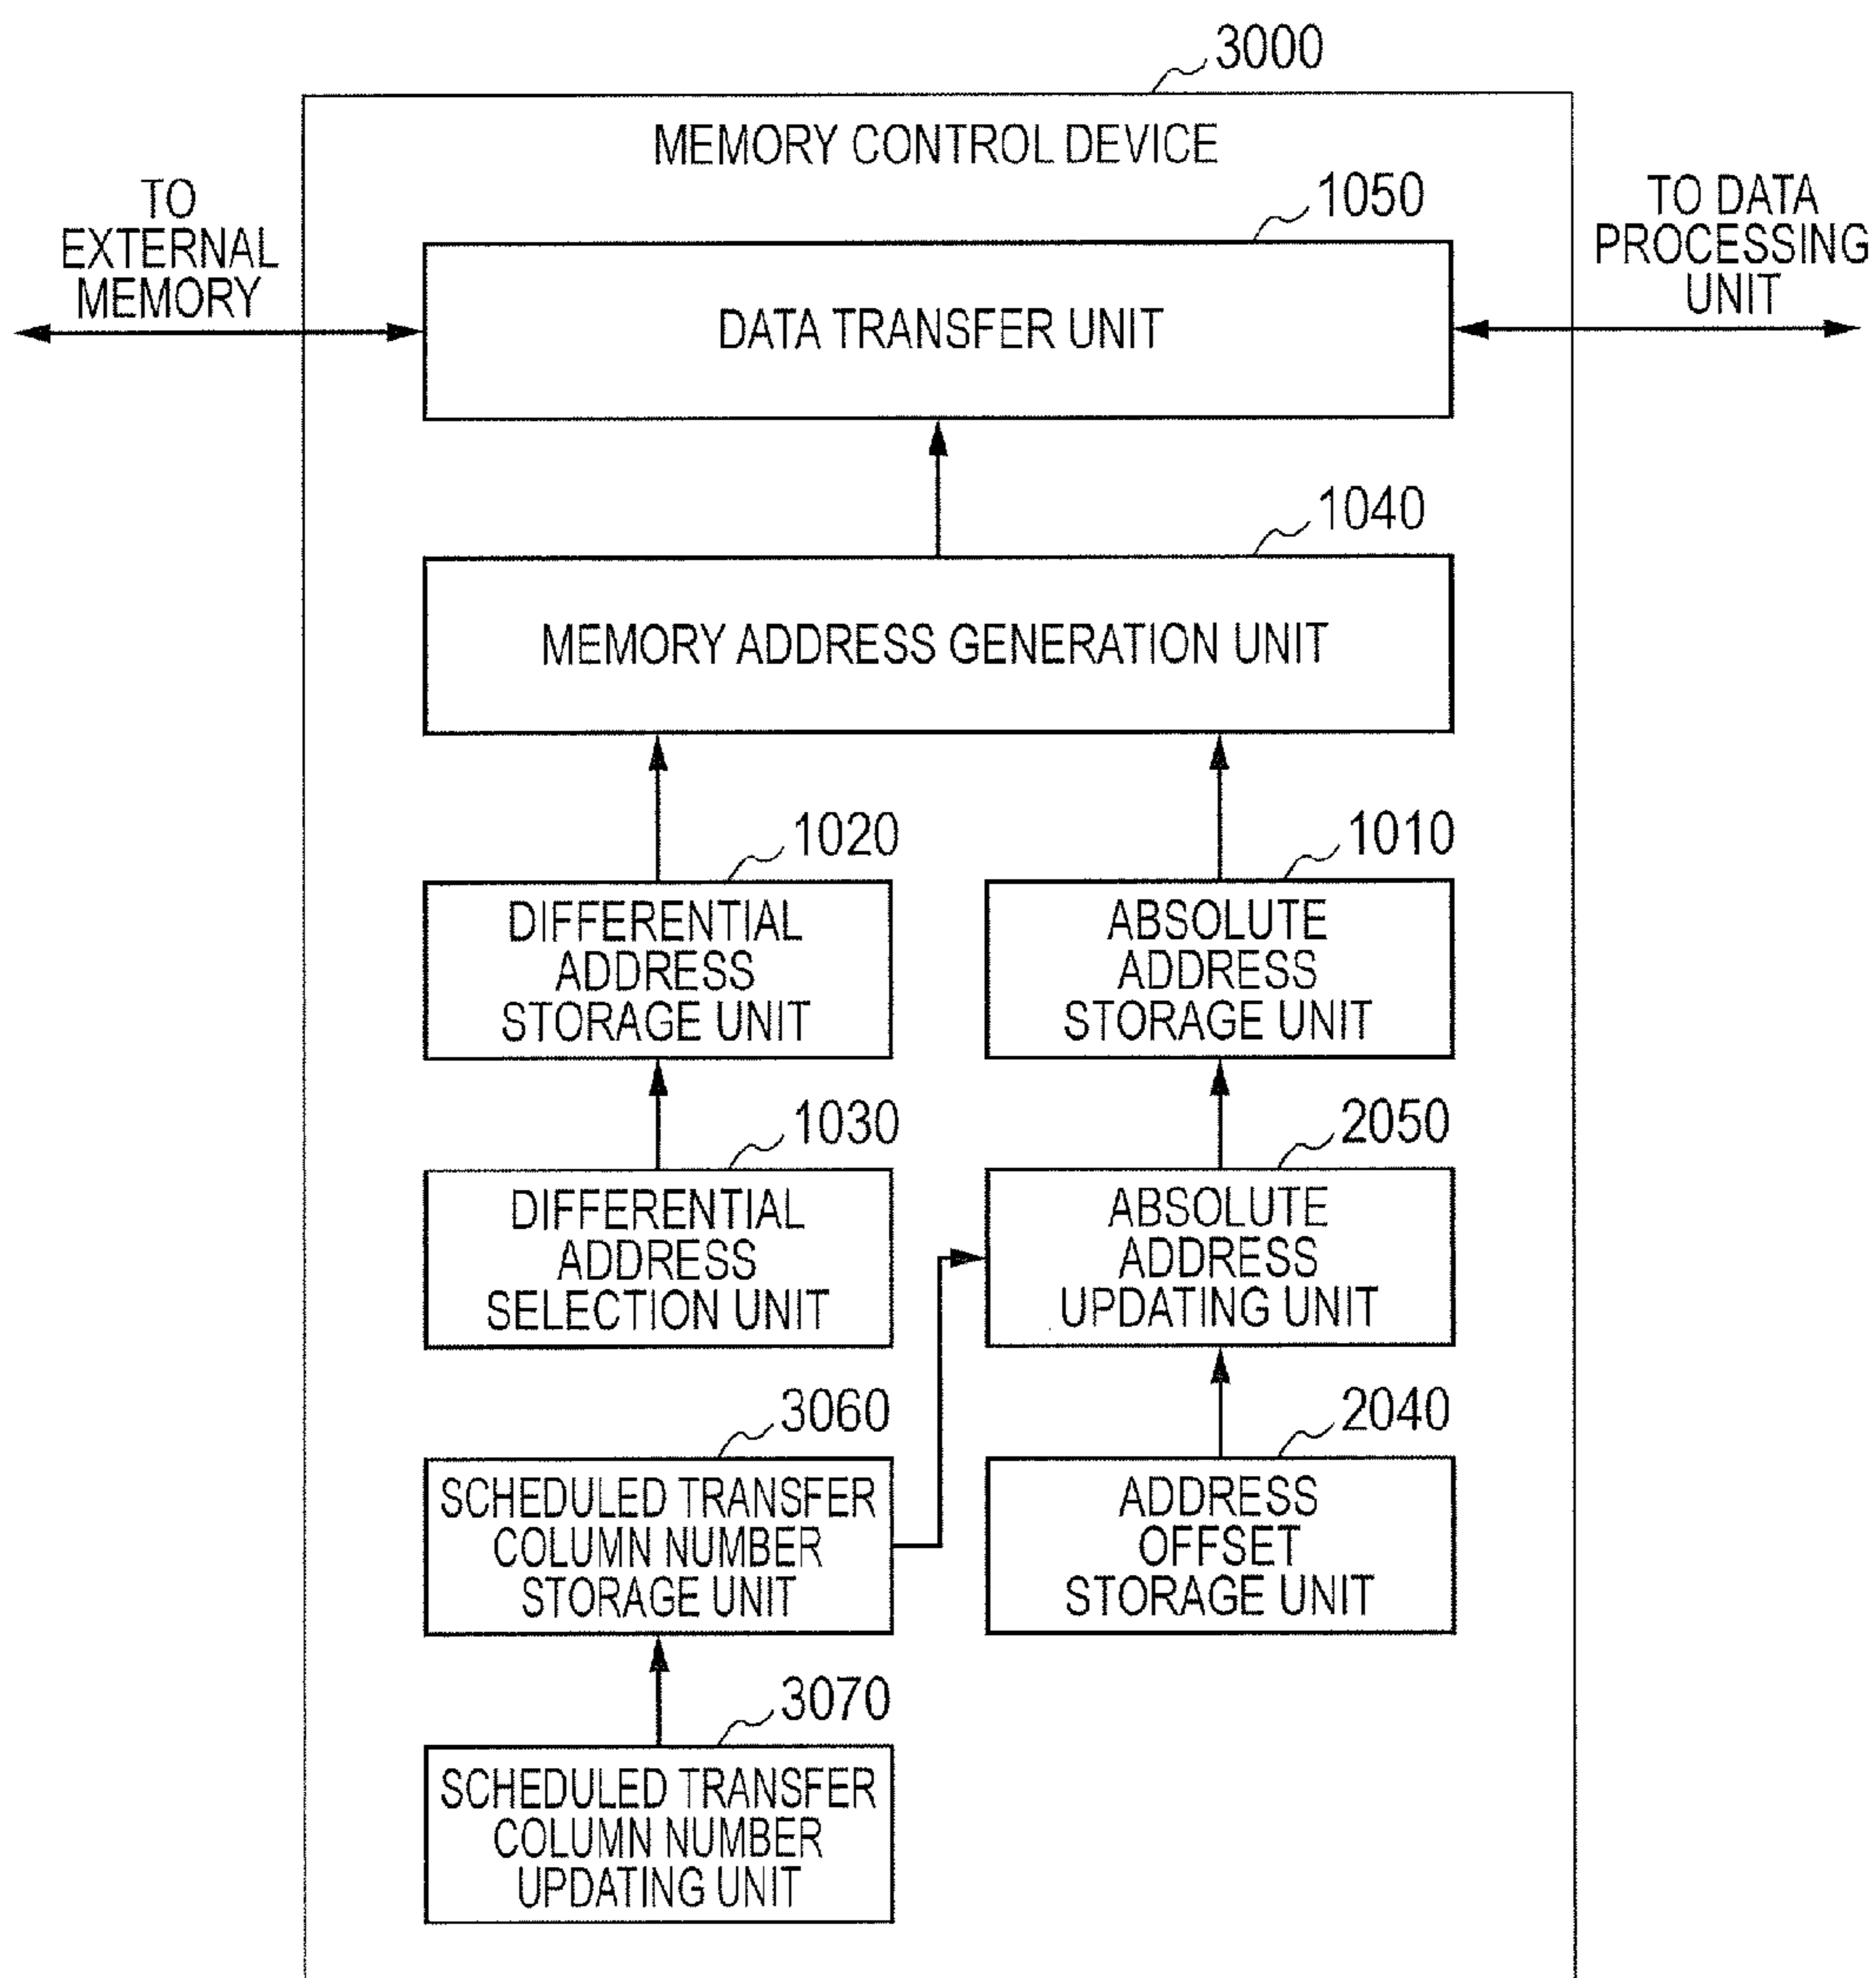 3000
MEMORY CONTROL DEVICE
TO
EXTERNAL
MEMORY
1050
TO DATA
PROCESSING
UNIT
DATA TRANSFER UNIT
1040
MEMORY ADDRESS GENERATION UNIT
1020
DIFFERENTIAL
ADDRESS
STORAGE UNIT
1010
ABSOLUTE
ADDRESS
STORAGE UNIT
1030
DIFFERENTIAL
ADDRESS
SELECTION UNIT
2050
ABSOLUTE
ADDRESS
UPDATING UNIT
3060
SCHEDULED TRANSFER
COLUMN NUMBER
STORAGE UNIT
2040
ADDRESS
OFFSET
STORAGE UNIT
3070
SCHEDULED TRANSFER
COLUMN NUMBER
UPDATING UNIT